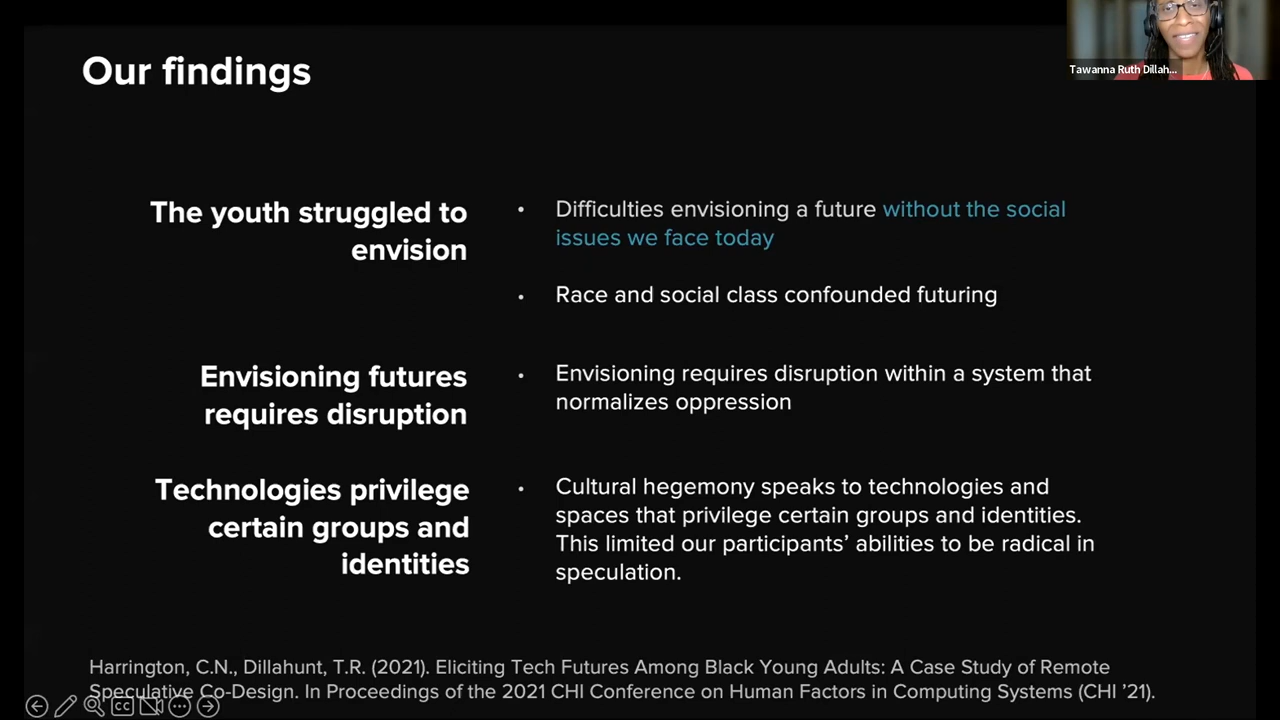 Our findings
Tawanna Ruth Dillah...
The youth struggled to
envision
• Difficulties envisioning a future without the social
issues we face today
• Race and social class confounded futuring
Envisioning futures
requires disruption
• Envisioning requires disruption within a system that
normalizes oppression
Technologies privilege
certain groups and
identities
• Cultural hegemony speaks to technologies and
spaces that privilege certain groups and identities.
This limited our participants’ abilities to be radical in
speculation.
Harrington, C.N., Dillahunt, T.R. (2021). Eliciting Tech Futures Among Black Young Adults: A Case Study of Remote
Speculative Co-Design. In Proceedings of the 2021 CHI Conference on Human Factors in Computing Systems (CHI ’21).
CC